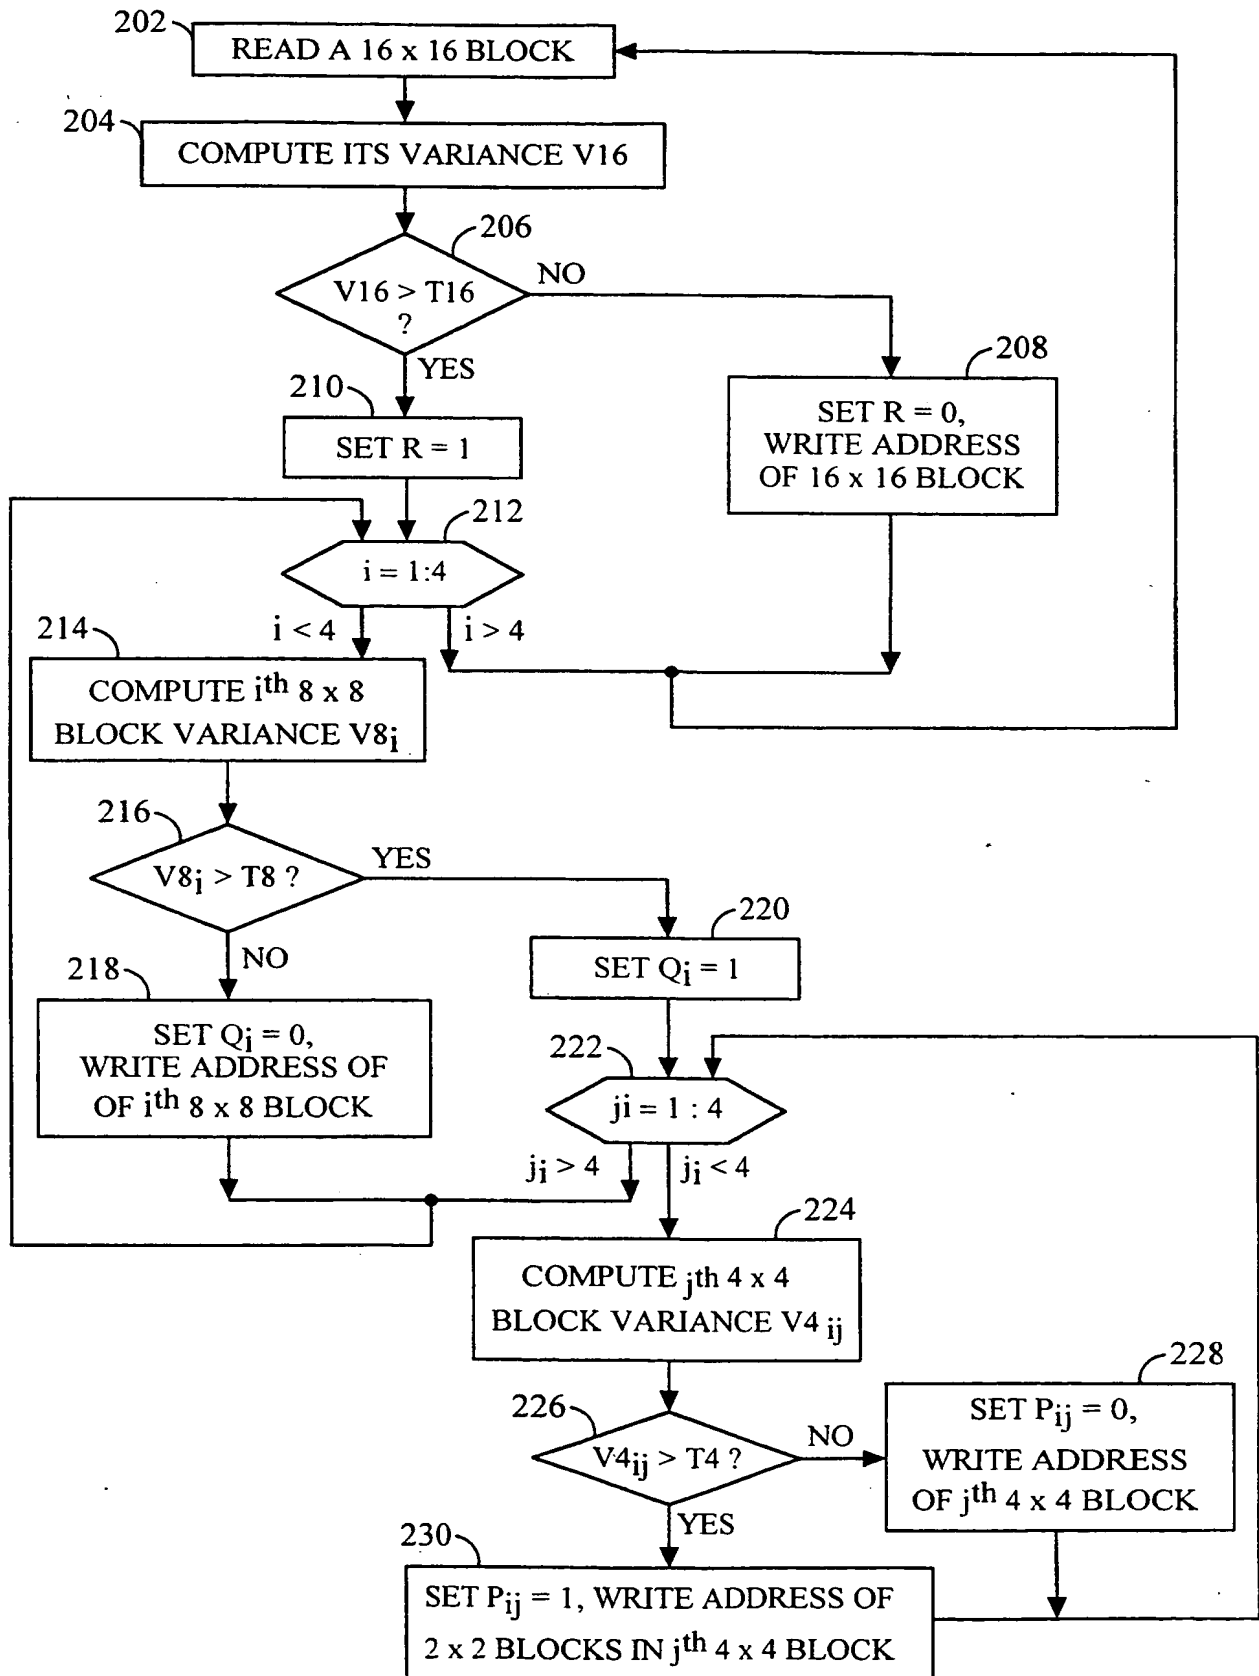 202
READ A 16 x 16 BLOCK
204
COMPUTE ITS VARIANCE V16
206
V16 > T16
?
NO
YES
208
SET R = 0,
WRITE ADDRESS
OF 16 x 16 BLOCK
210
SET R = 1
212
i = 1:4
i < 4
i > 4
214
COMPUTE ith 8 x 8
BLOCK VARIANCE V8i
216
V8i > T8 ?
YES
NO
218
SET Qi = 0,
WRITE ADDRESS OF
OF ith 8 x 8 BLOCK
220
SET Qi = 1
222
ji = 1 : 4
ji > 4
ji < 4
224
COMPUTE jth 4 x 4
BLOCK VARIANCE V4 ij
226
V4ij > T4 ?
NO
YES
228
SET Pij = 0,
WRITE ADDRESS
OF jth 4 x 4 BLOCK
230
SET Pij = 1, WRITE ADDRESS OF
2 x 2 BLOCKS IN jth 4 x 4 BLOCK